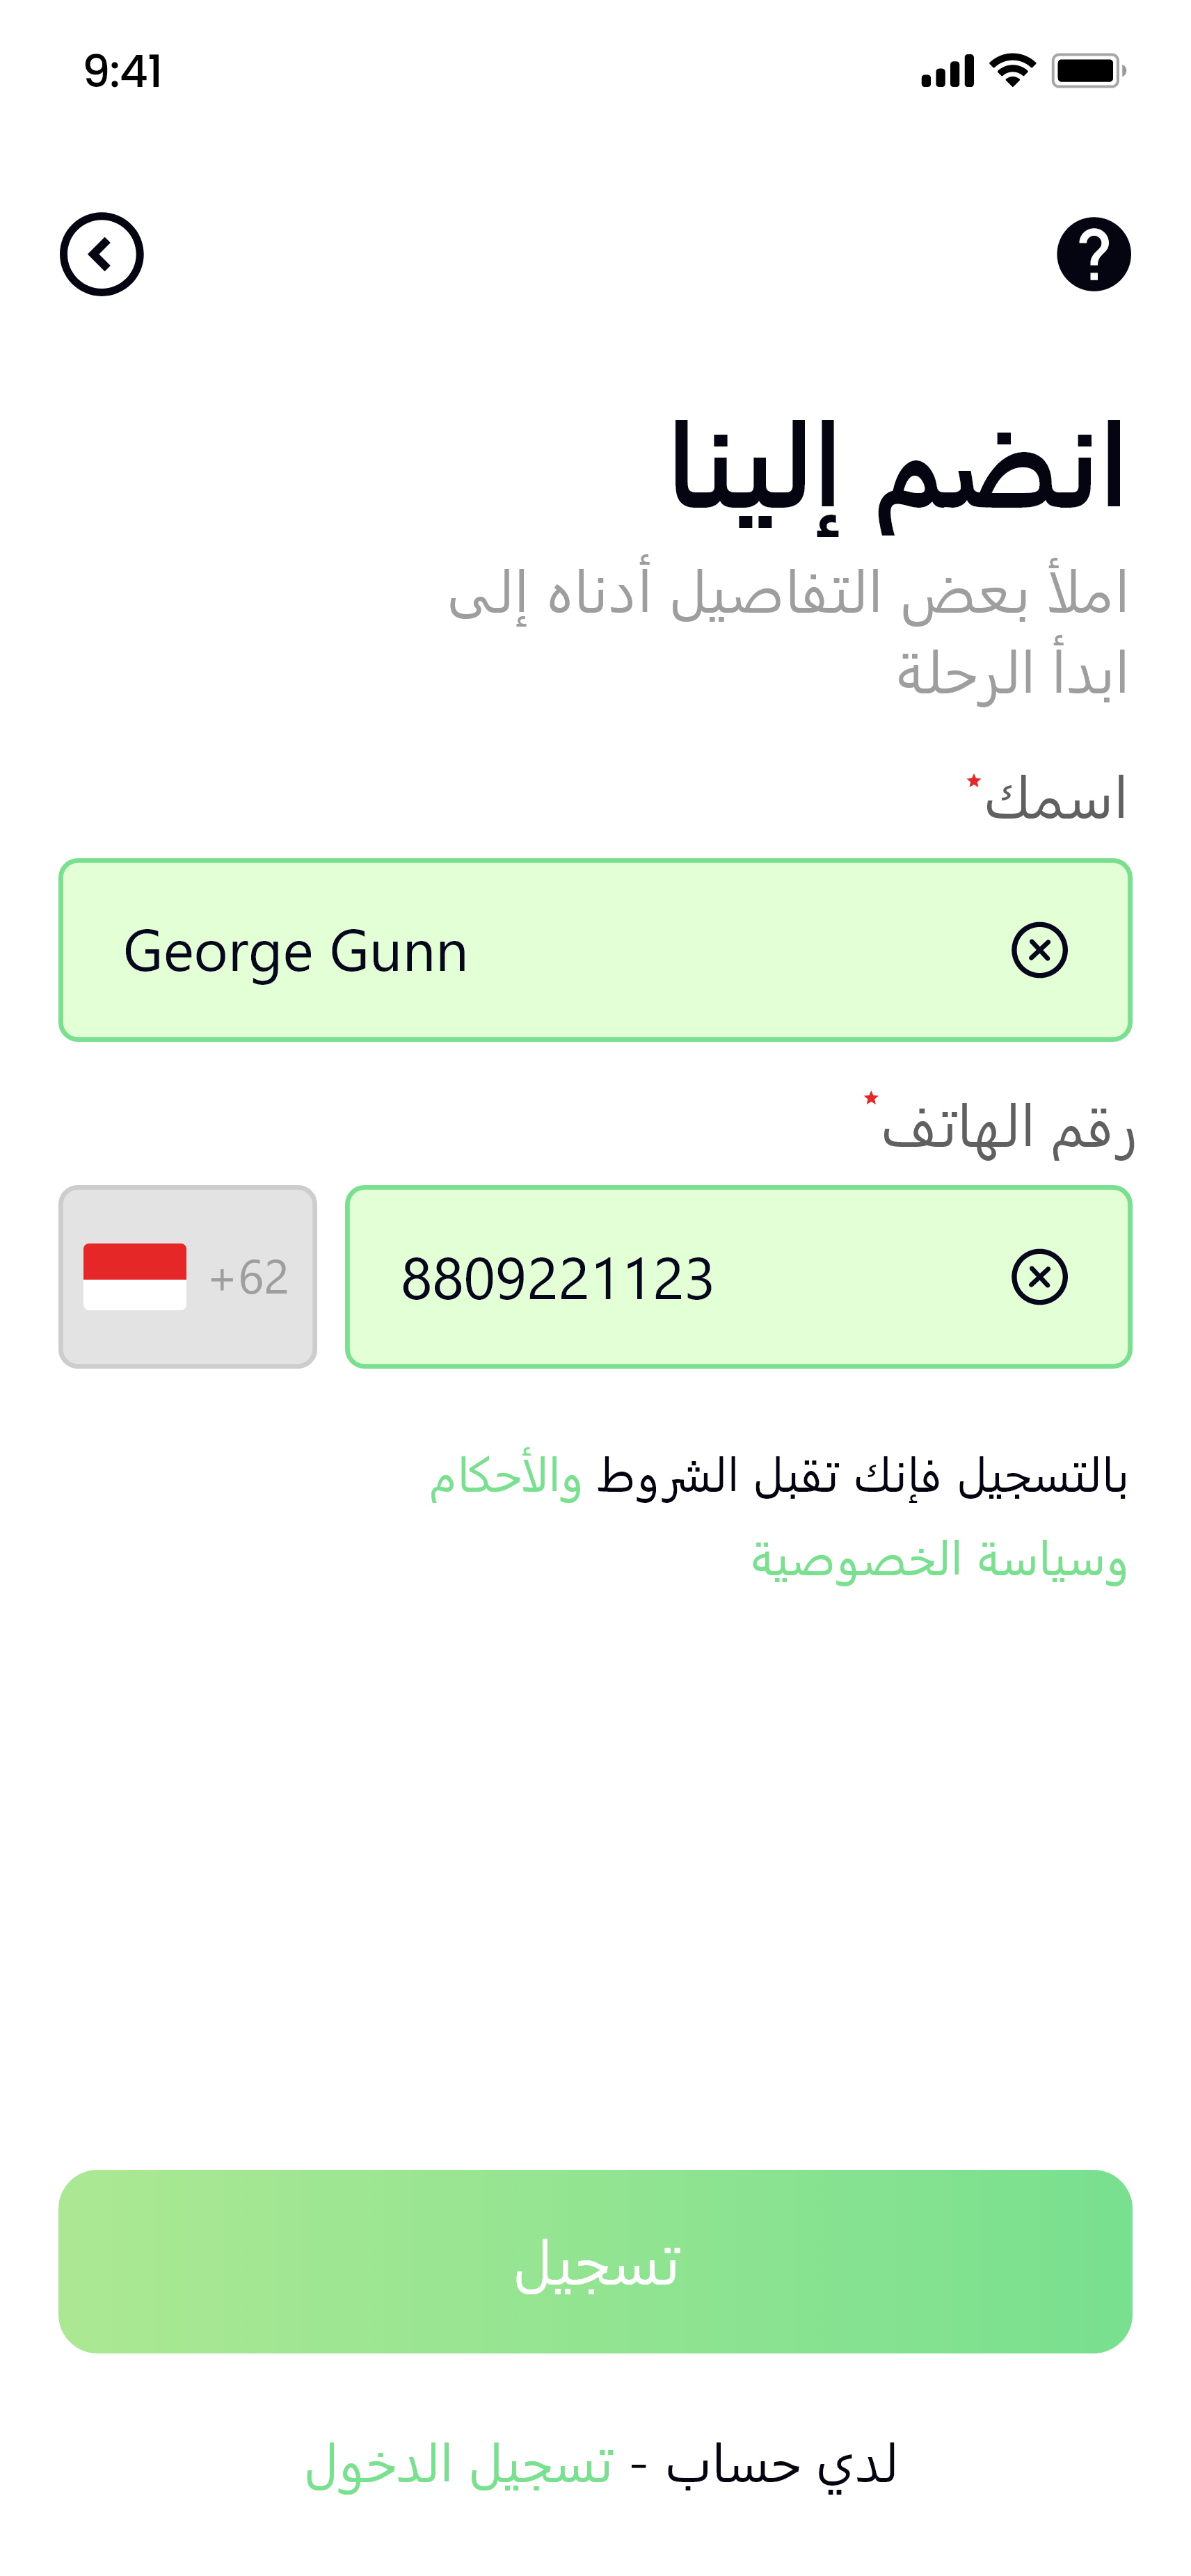 9:41
انضم إلينا
املأ بعض التفاصيل أدناه إلى
ابدأ الرحلة
اسمك*
George Gunn
رقم الهاتف*
+62 8809221123
بالتسجيل فإنك تقبل الشروط والأحكام
وسياسة الخصوصية
تسجيل
لدي حساب - تسجيل الدخول